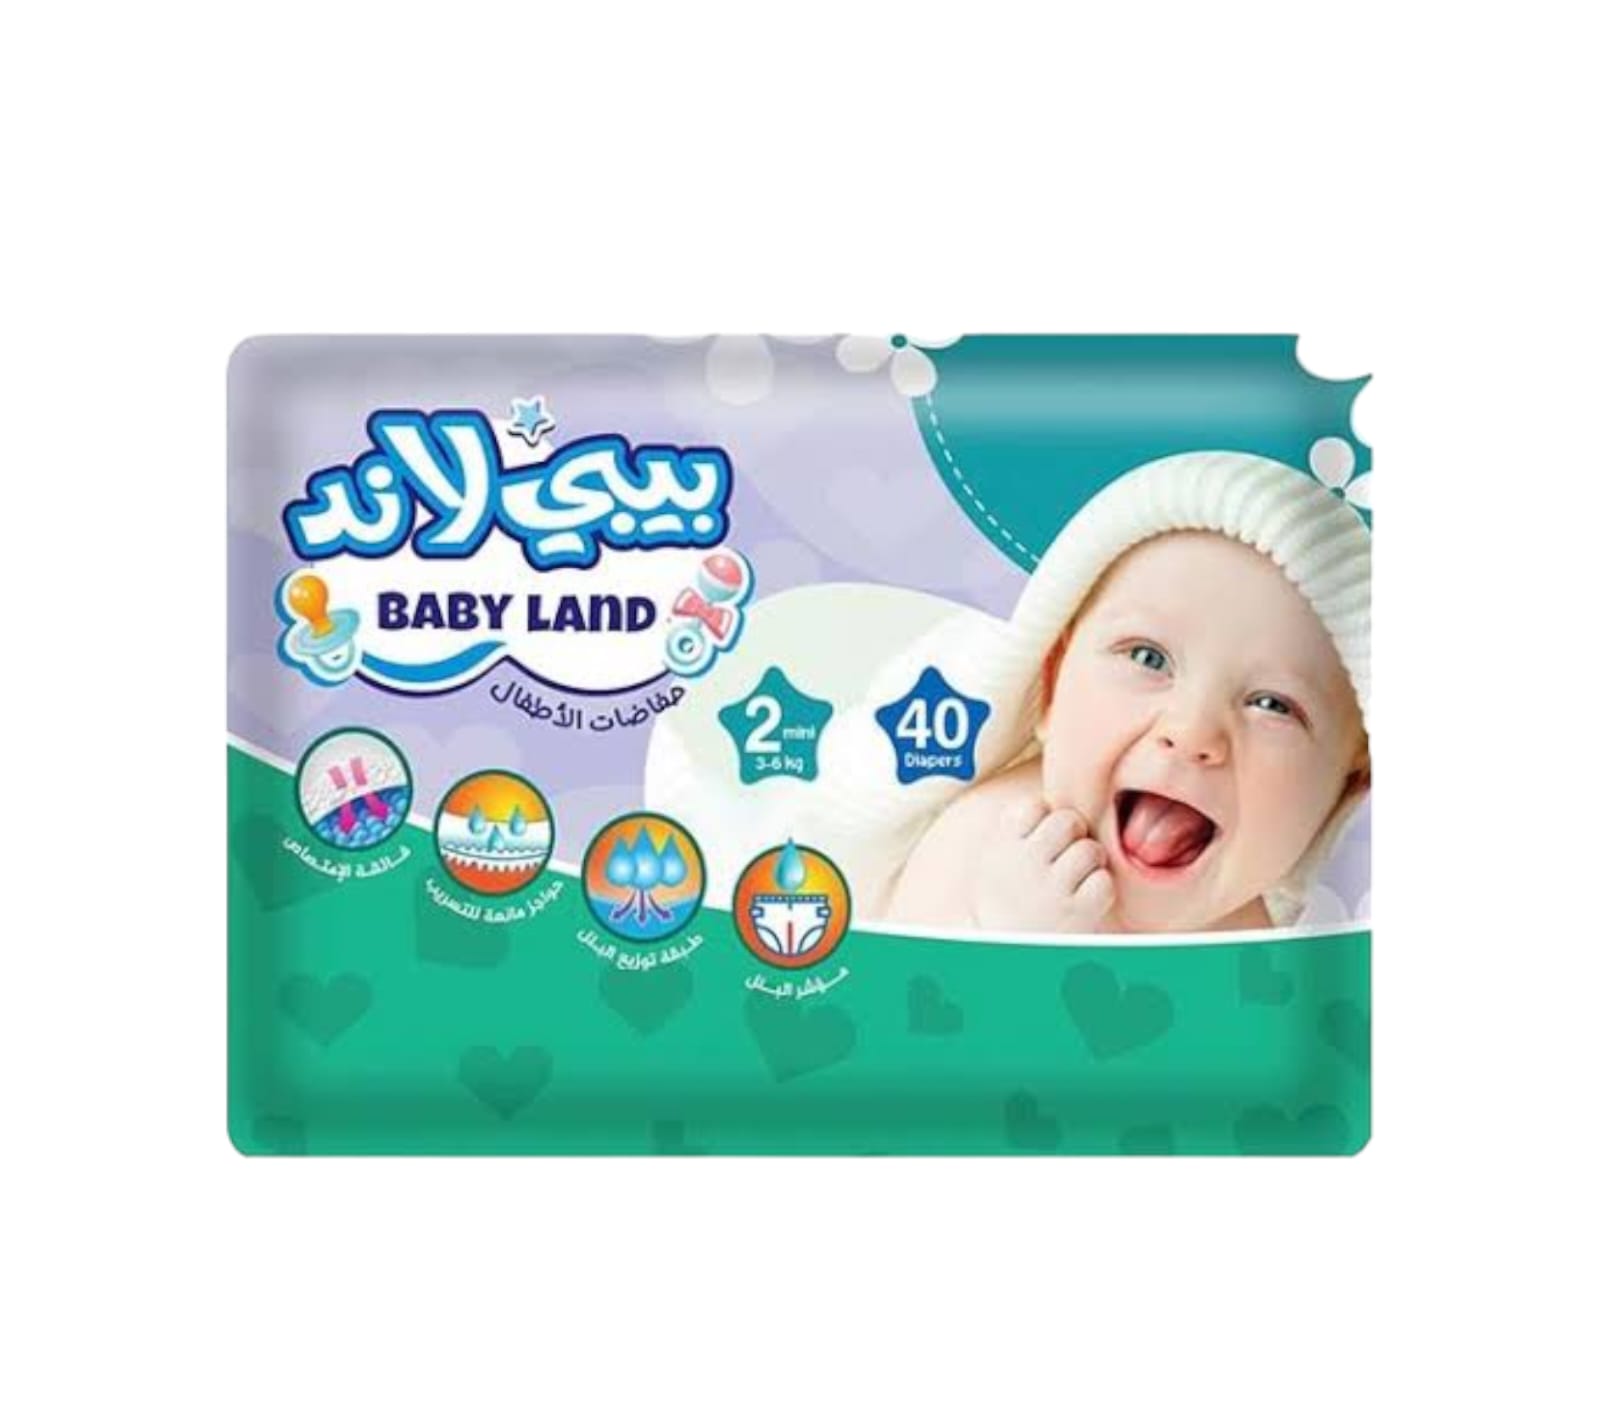 بيبي لاند
BABY LAND
حفاضات الأطفال
2 mini
3-6 kg
40
Diapers
فائقة الإمتصاص
حواجز مانعة للتسريب
طبقة توزيع البلل
مؤشر البلل